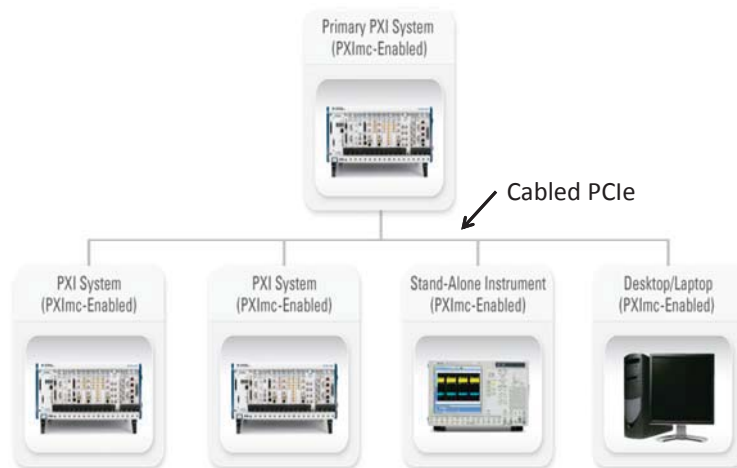 Primary PXI System
(PXImc-Enabled)
Cabled PCIe
PXI System
(PXImc-Enabled)
PXI System
(PXImc-Enabled)
Stand-Alone Instrument
(PXImc-Enabled)
Desktop/Laptop
(PXImc-Enabled)